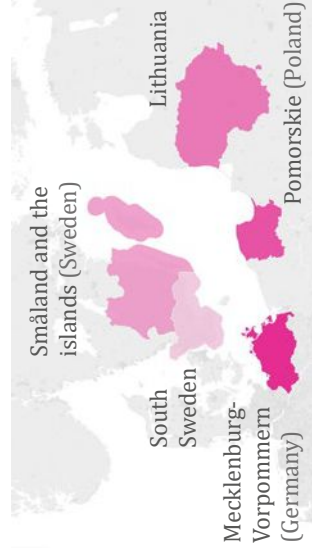 Småland and the
islands (Sweden)
Lithuania
South
Sweden
Mecklenburg-
Vorpommern
(Germany)
Pomorskie (Poland)